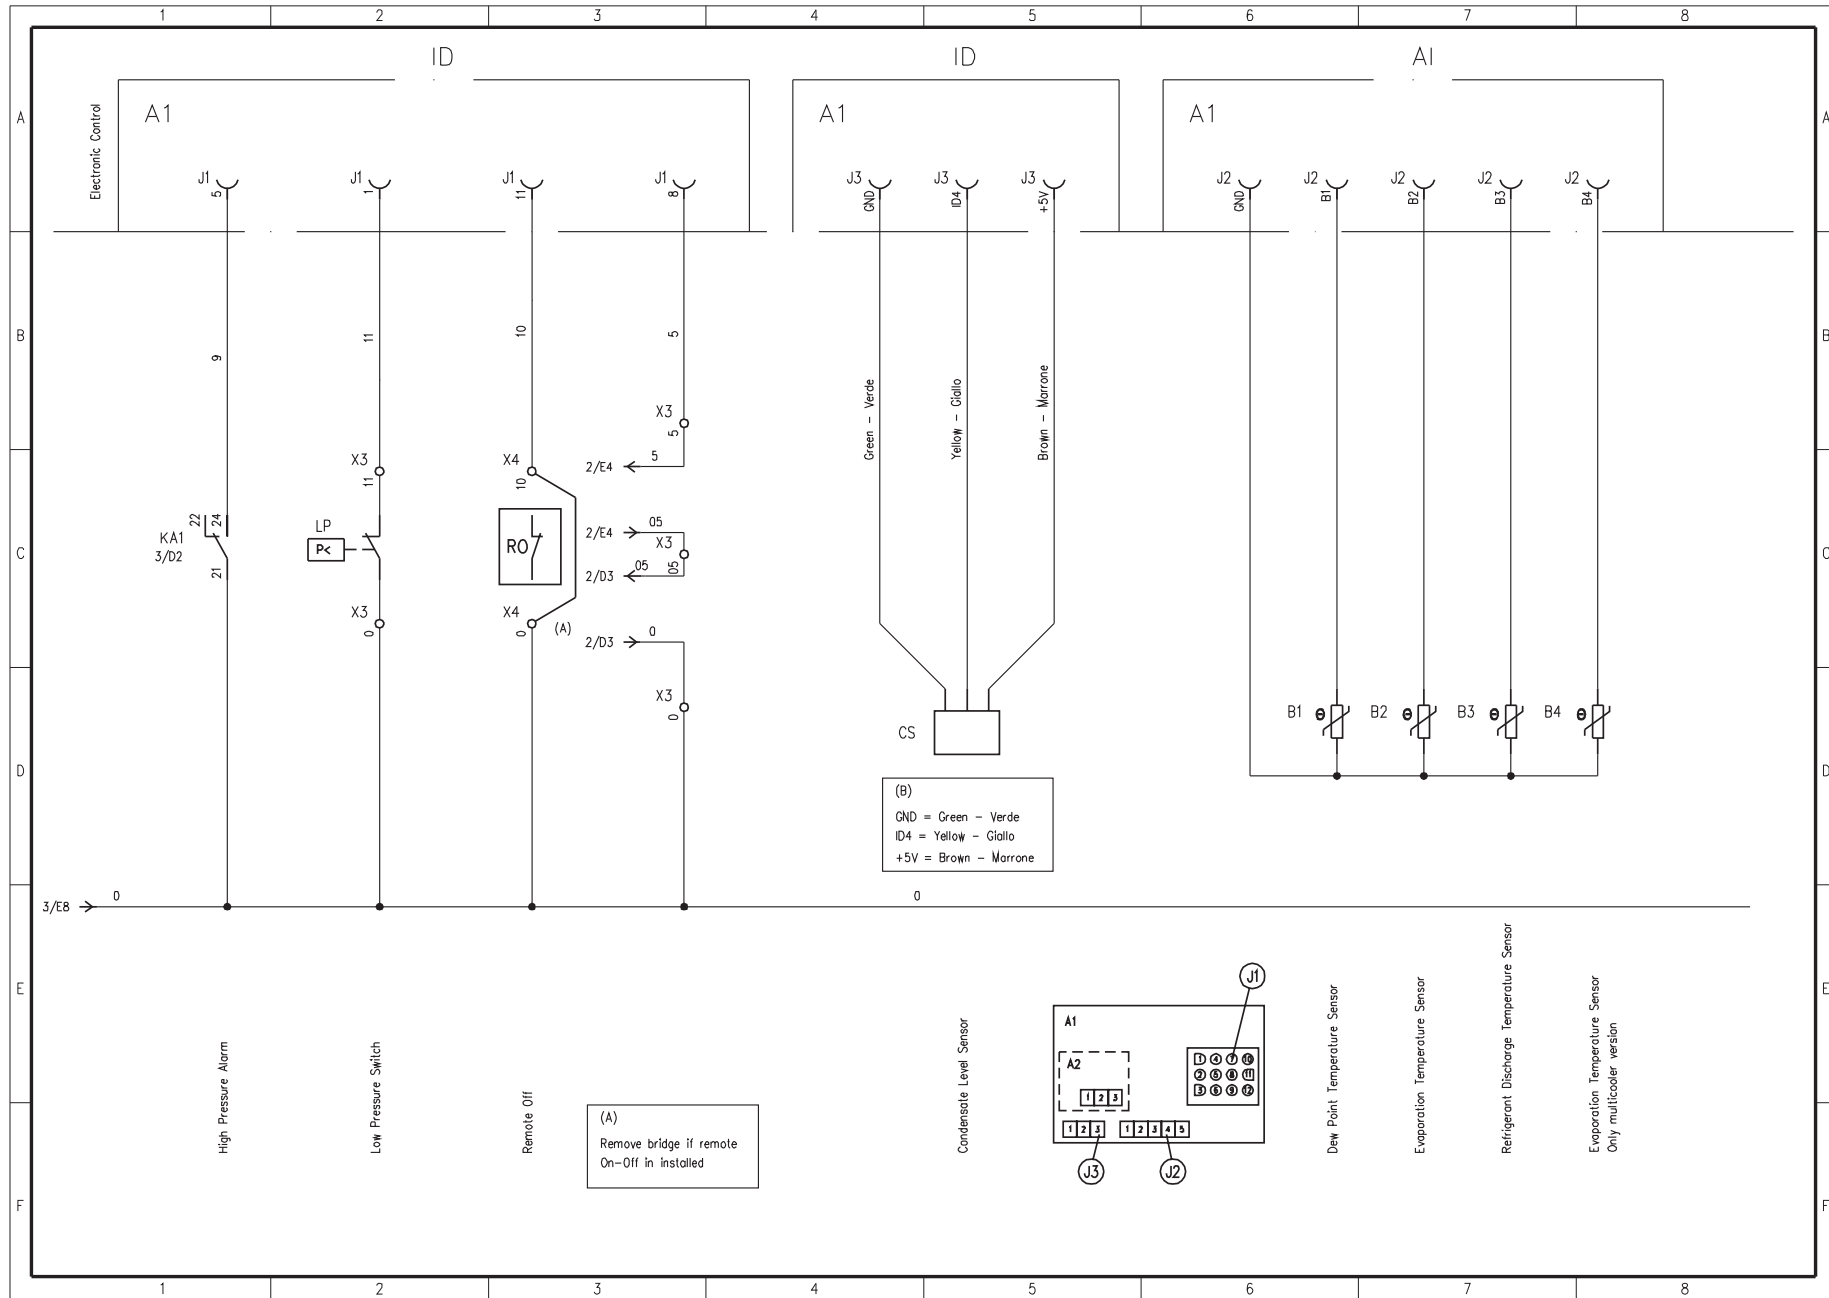 1 2 3 4 5 6 7 8
ID ID AI
A A
Electronic Control
A1 A1 A1
J1 J1 J1 J1 J3 J3 J3 J2 J2 J2 J2 J2
5 1 11 8 GND ID4 +5V GND B1 B2 B3 B4
B B
9 11 10 5
Green - Verde
Yellow - Giallo
Brown - Marrone
X3
5
X3 X4 2/E4 5
11 10
C C
22 24 LP 2/E4 05
KA1 P< RO X3
3/D2
21 2/D3 05 05
X3 X4
0 0 (A) 2/D3 0
X3
0
CS B1 Θ B2 Θ B3 Θ B4 Θ
D D
(B)
GND = Green - Verde
ID4 = Yellow - Giallo
+5V = Brown - Marrone
3/E8 0 0
E E
High Pressure Alarm
Low Pressure Switch
Remote Off
(A)
Remove bridge if remote
On-Off in installed
Condensate Level Sensor
J1
A1
A2
1 4 7 10
2 5 8 11
3 6 9 12
1 2 3
1 2 3 1 2 3 4 5
J3 J2
Dew Point Temperature Sensor
Evaporation Temperature Sensor
Refrigerant Discharge Temperature Sensor
Evaporation Temperature Sensor
Only multicooler version
F F
1 2 3 4 5 6 7 8